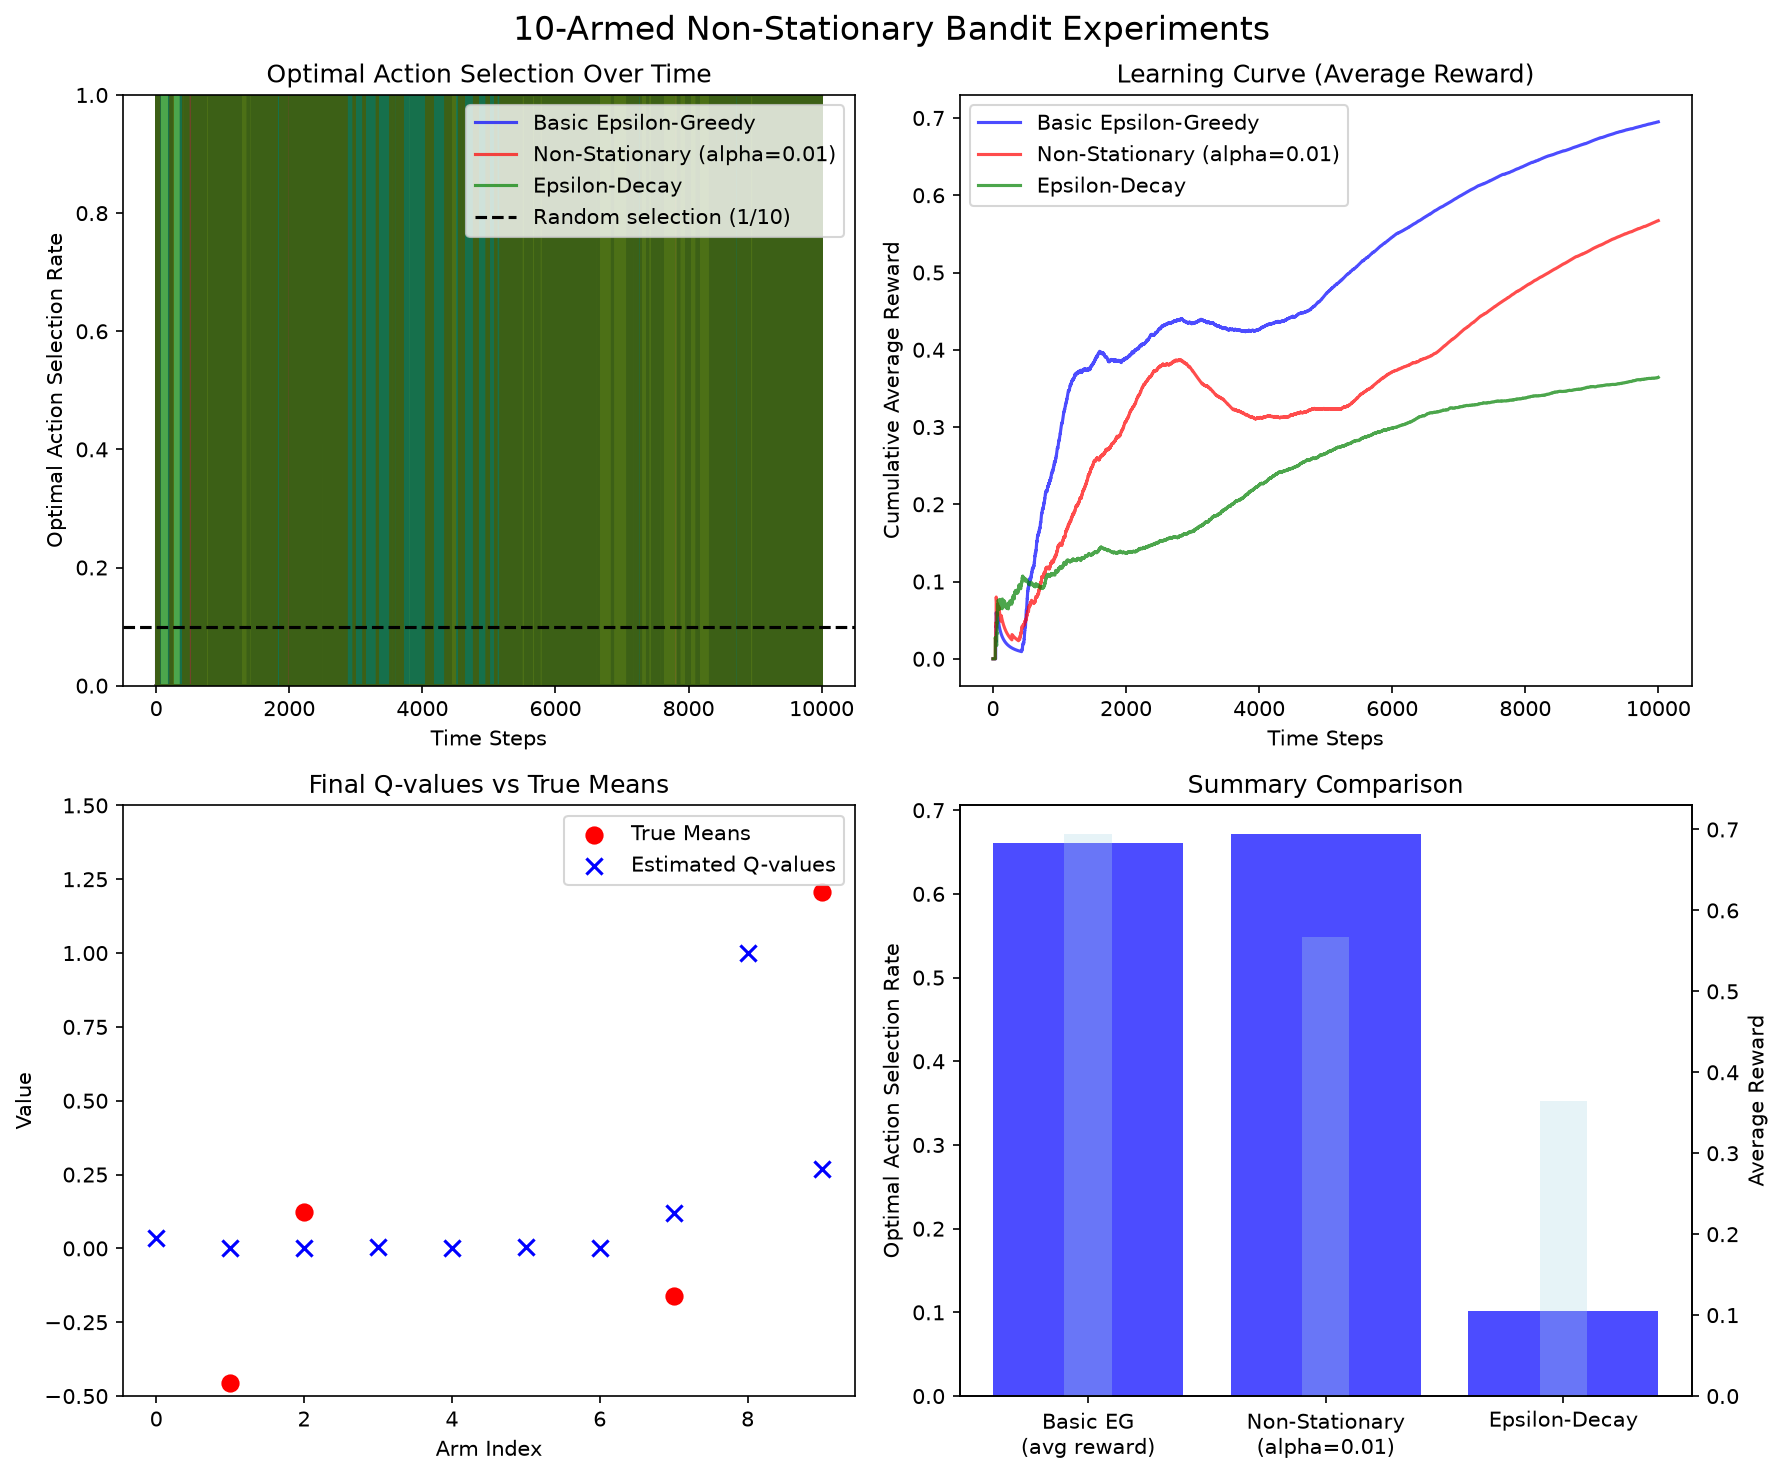 10-Armed Non-Stationary Bandit Experiments
Optimal Action Selection Over Time
Optimal Action Selection Rate
1.0
0.8
0.6
0.4
0.2
0.0
Basic Epsilon-Greedy
Non-Stationary (alpha=0.01)
Epsilon-Decay
Random selection (1/10)
0 2000 4000 6000 8000 10000
Time Steps
Learning Curve (Average Reward)
Cumulative Average Reward
0.7
0.6
0.5
0.4
0.3
0.2
0.1
0.0
Basic Epsilon-Greedy
Non-Stationary (alpha=0.01)
Epsilon-Decay
0 2000 4000 6000 8000 10000
Time Steps
Final Q-values vs True Means
Value
1.50
1.25
1.00
0.75
0.50
0.25
0.00
−0.25
−0.50
True Means
Estimated Q-values
0 2 4 6 8
Arm Index
Summary Comparison
Optimal Action Selection Rate
0.7
0.6
0.5
0.4
0.3
0.2
0.1
0.0
Basic EG
(avg reward)
Non-Stationary
(alpha=0.01)
Epsilon-Decay
0.7
0.6
0.5
0.4
0.3
0.2
0.1
0.0
Average Reward